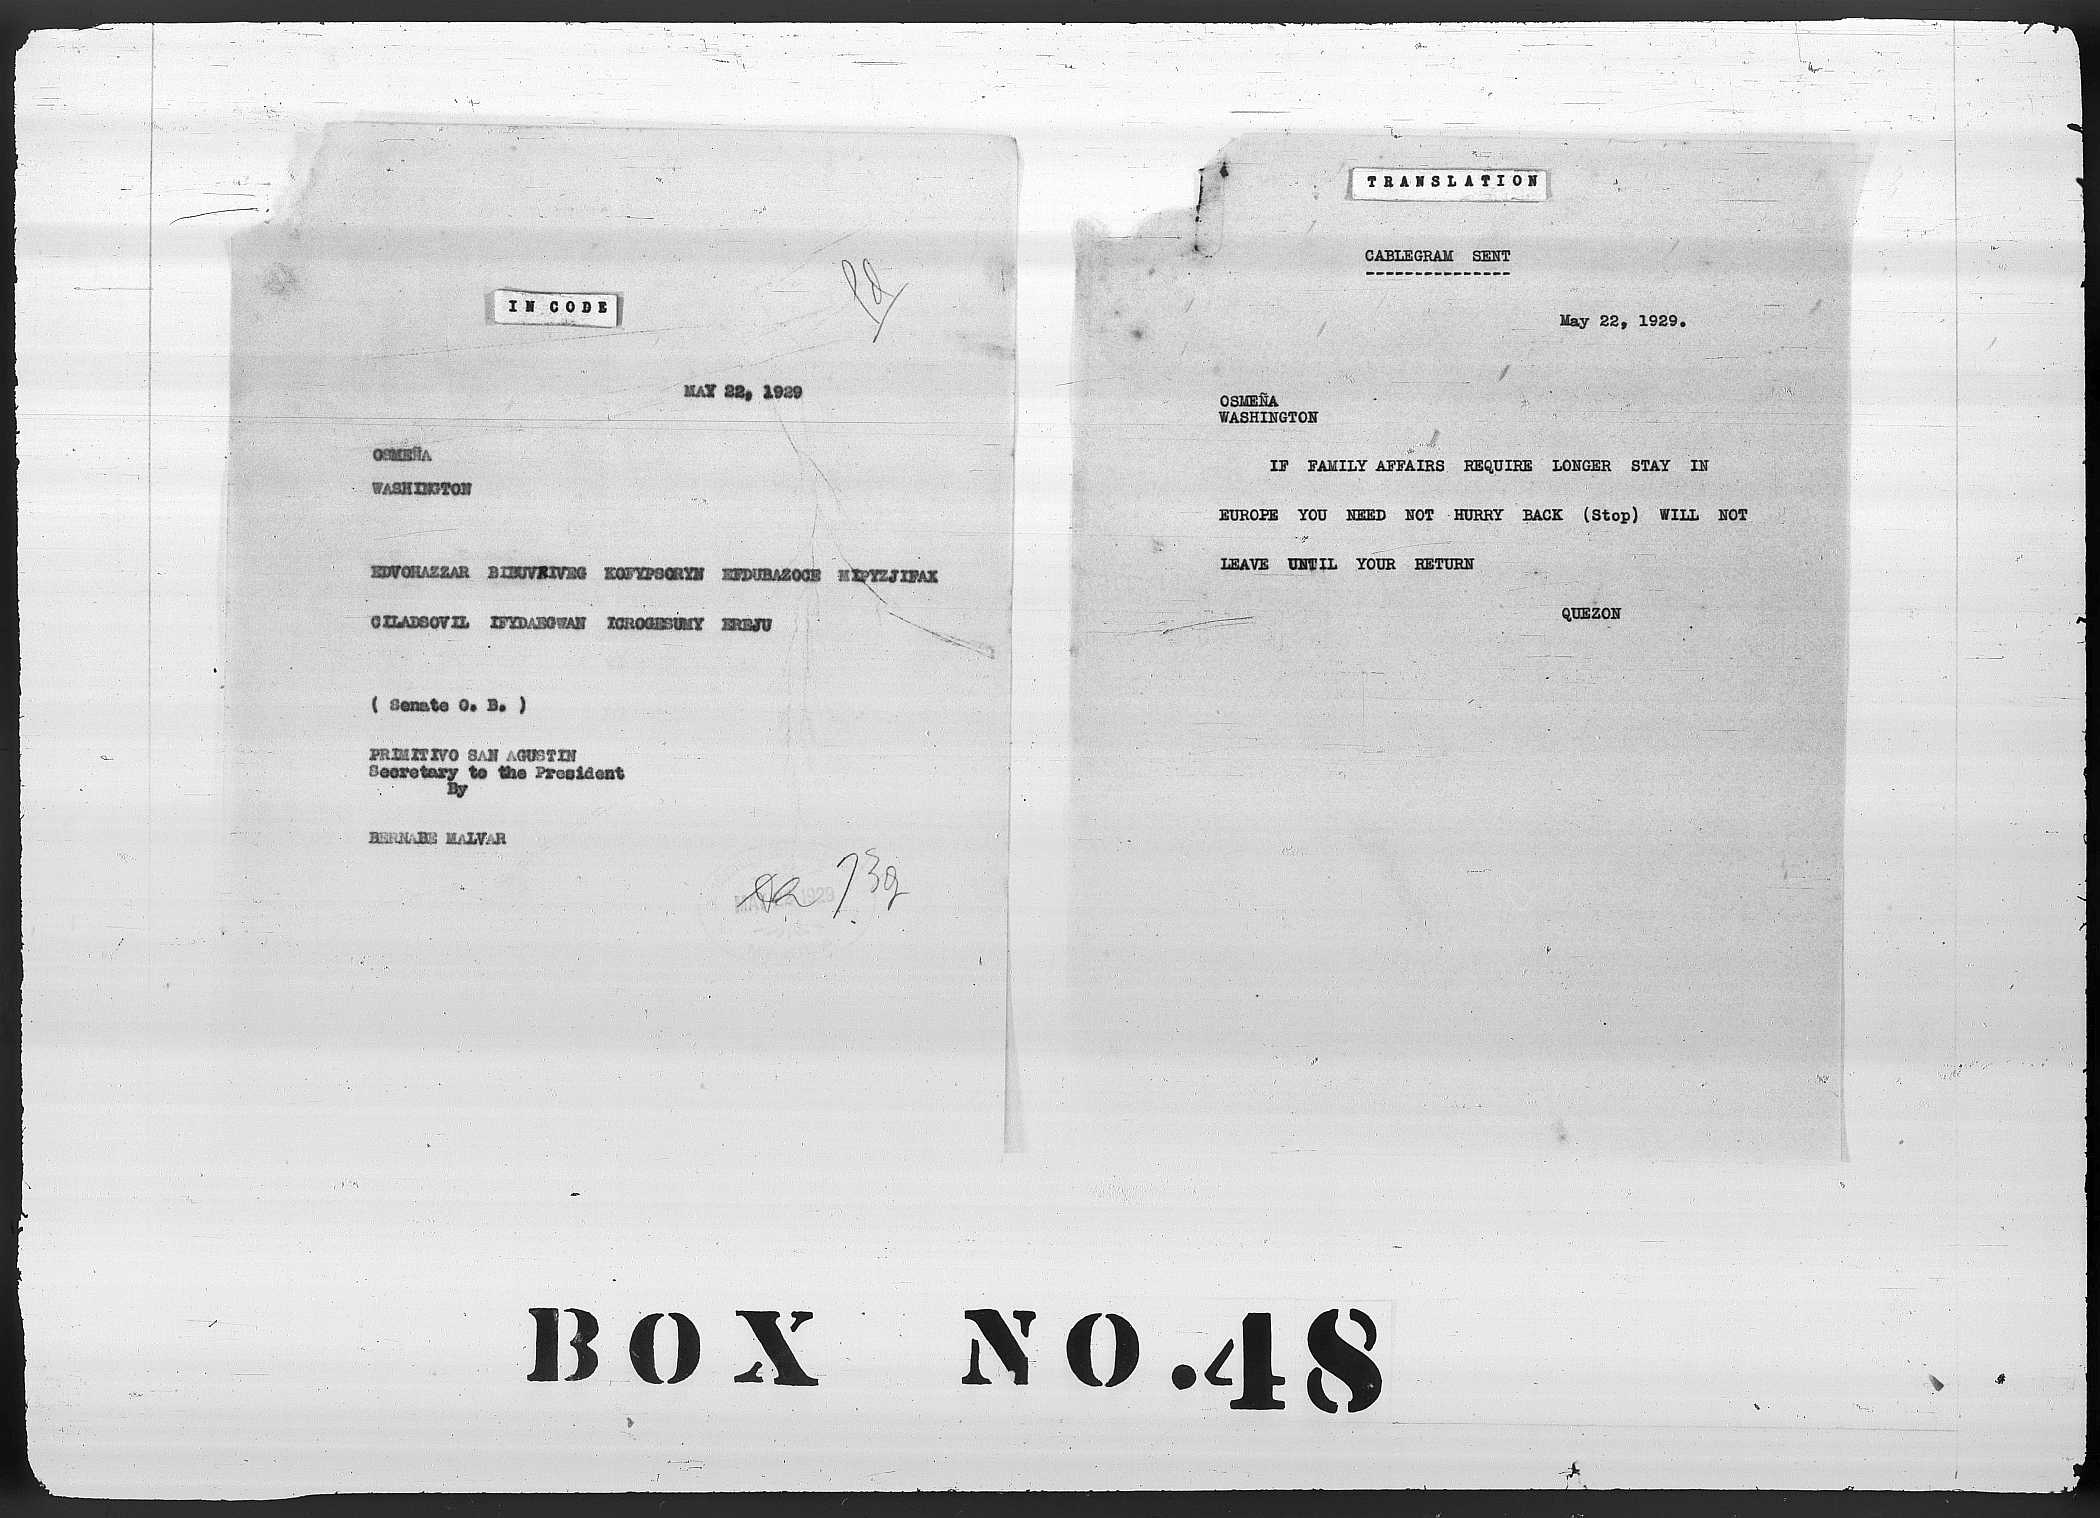 IN CODE
MAY 22, 1929
OSMEÑA
WASHINGTON
EDVOHAZZAR BIBUVRIVEG KOFYPSORYN EFDUBAZOCE MIPYZJIFAX
CILADSOVIL IFYDAEGWAN ICROGESUMY EREJU
( Senate O. B. )
PRIMITIVO SAN AGUSTIN
Secretary to the President
By
BERNABE MALVAR
TRANSLATION
CABLEGRAM SENT
May 22, 1929.
OSMEÑA
WASHINGTON
IF FAMILY AFFAIRS REQUIRE LONGER STAY IN
EUROPE YOU NEED NOT HURRY BACK (Stop) WILL NOT
LEAVE UNTIL YOUR RETURN
QUEZON
BOX NO. 48